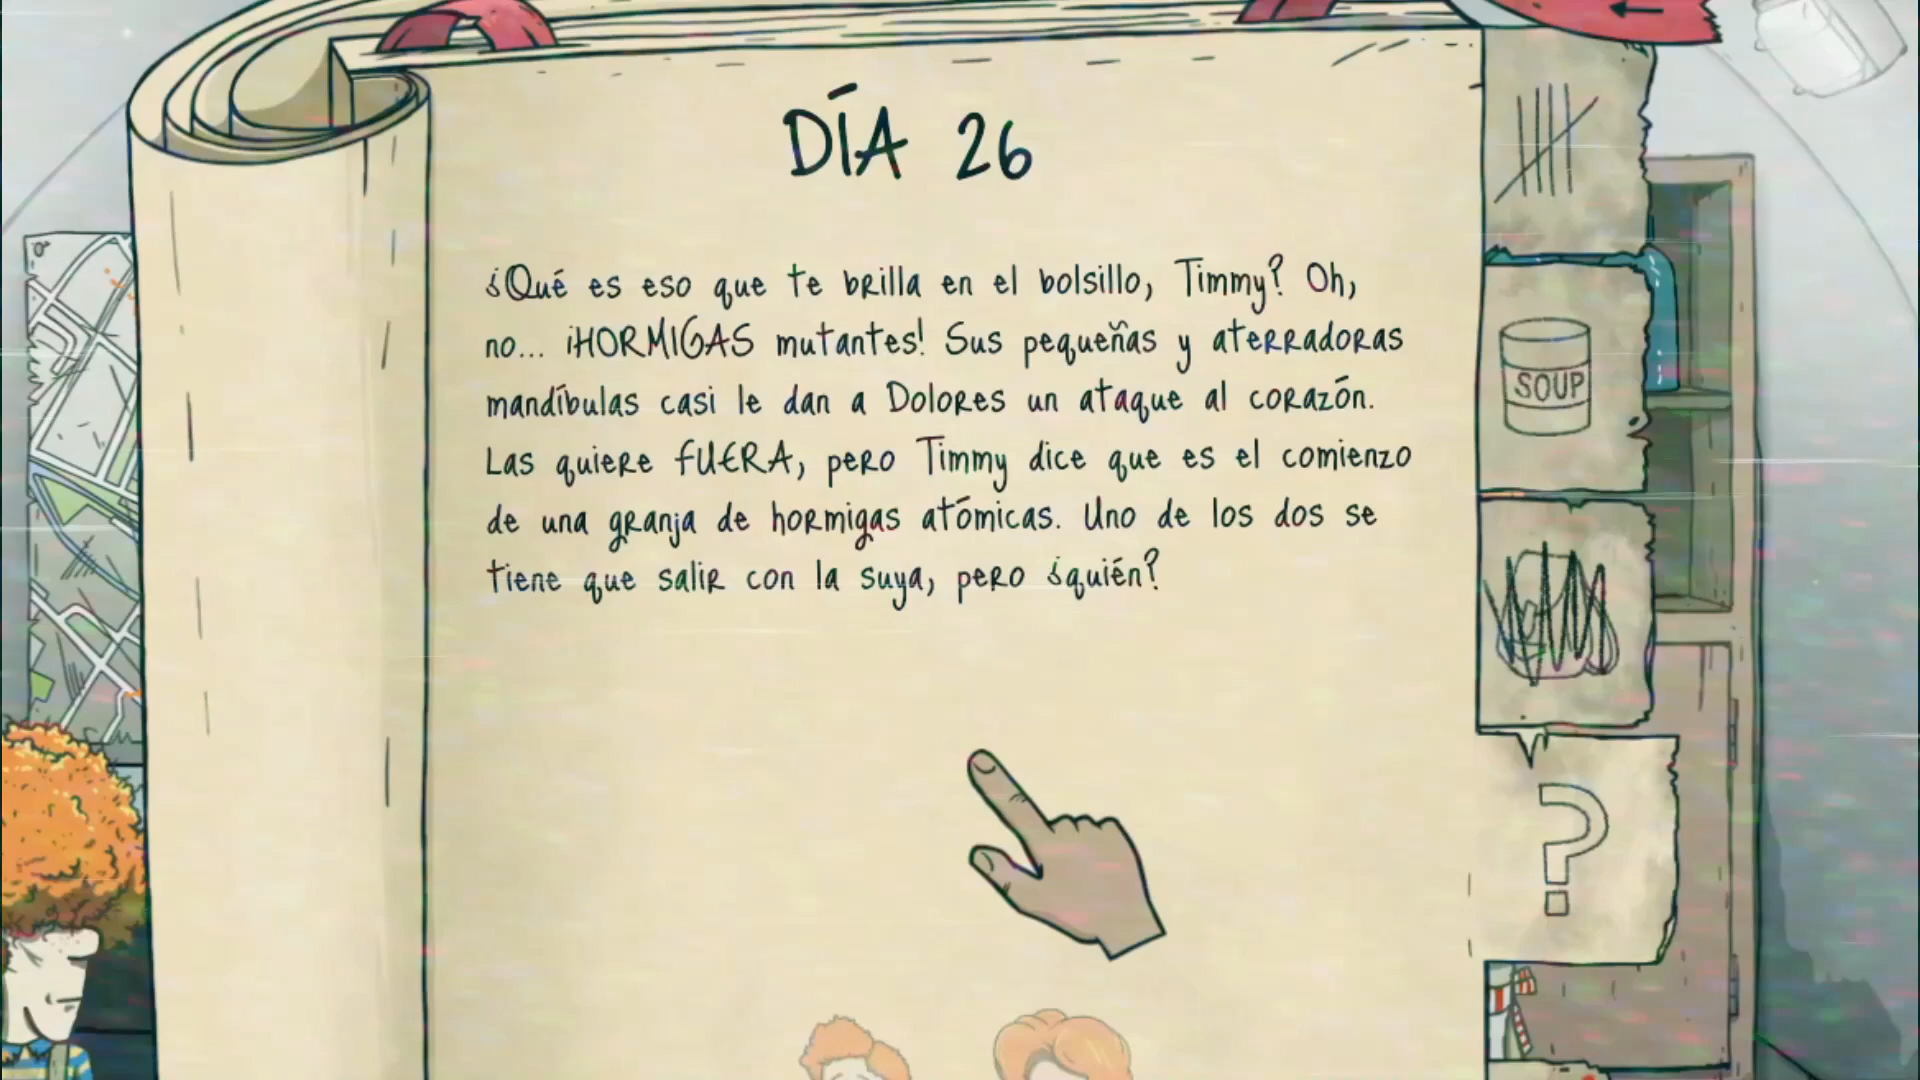 DÍA 26
¿Qué es eso que te brilla en el bolsillo, Timmy? Oh,
no... ¡HORMIGAS mutantes! Sus pequeñas y aterradoras
mandíbulas casi le dan a Dolores un ataque al corazón.
Las quiere FUERA, pero Timmy dice que es el comienzo
de una granja de hormigas atómicas. Uno de los dos se
tiene que salir con la suya, pero ¿quién?
SOUP
?